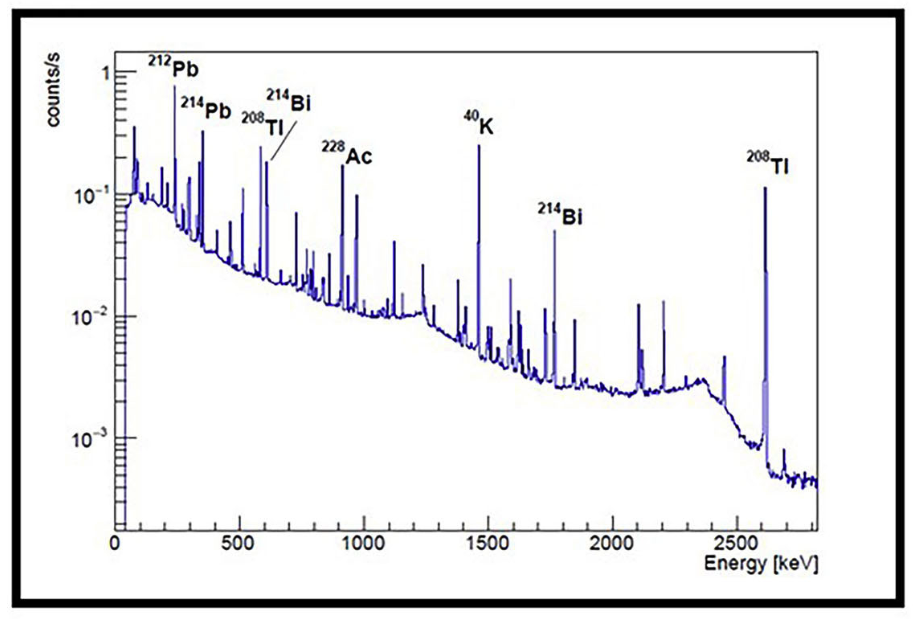 counts/s
1
10⁻¹
10⁻²
10⁻³
²¹²Pb
²¹⁴Pb
²⁰⁸Tl
²¹⁴Bi
²²⁸Ac
⁴⁰K
²¹⁴Bi
²⁰⁸Tl
0 500 1000 1500 2000 2500
Energy [keV]